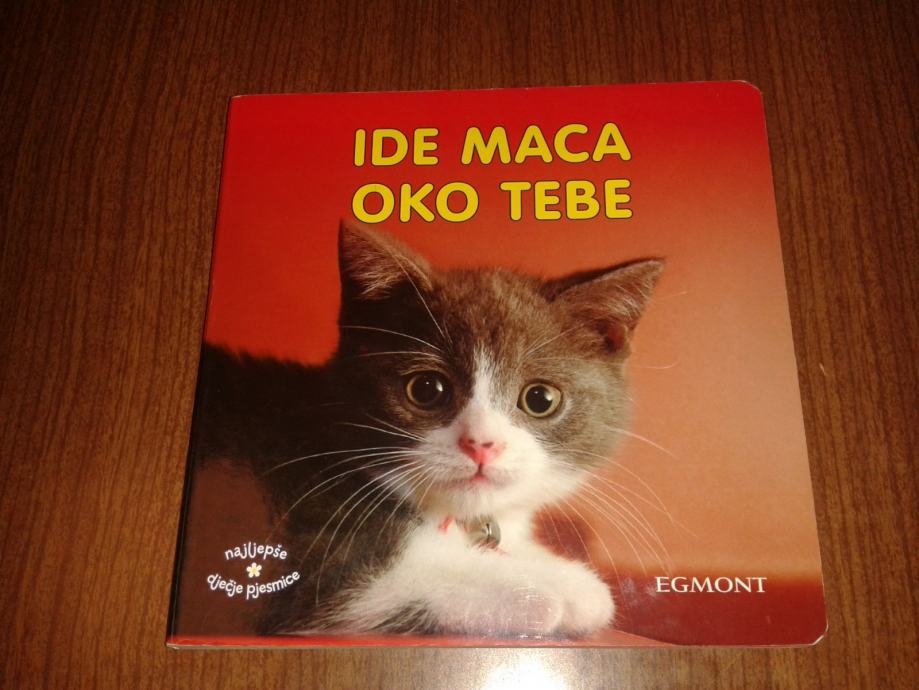 IDE MACA
OKO TEBE
najljepše
dječje pjesmice
EGMONT